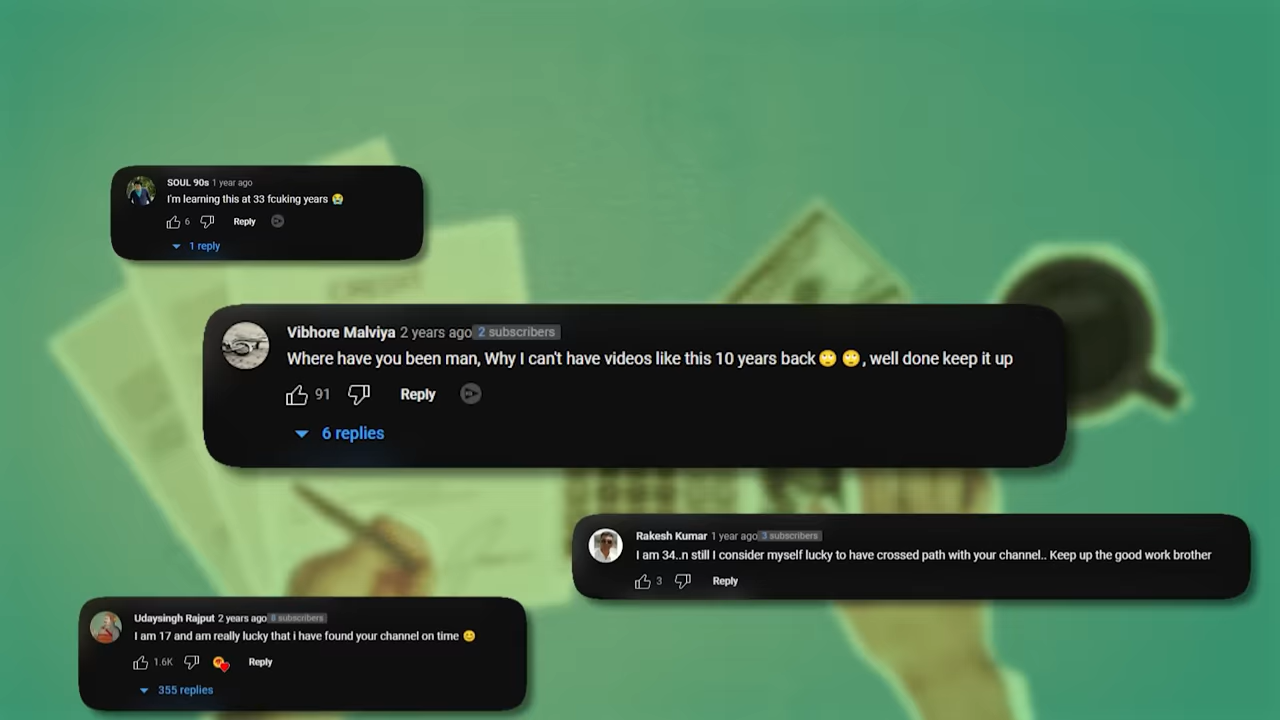 SOUL 90s 1 year ago
I'm learning this at 33 fcuking years 😭
6 Reply
1 reply
Vibhore Malviya 2 years ago 2 subscribers
Where have you been man, Why I can't have videos like this 10 years back🙄 🙄, well done keep it up
91 Reply
6 replies
Rakesh Kumar 1 year ago 3 subscribers
I am 34..n still I consider myself lucky to have crossed path with your channel.. Keep up the good work brother
3 Reply
Udaysingh Rajput 2 years ago 8 subscribers
I am 17 and am really lucky that i have found your channel on time 😊
1.6K Reply
355 replies